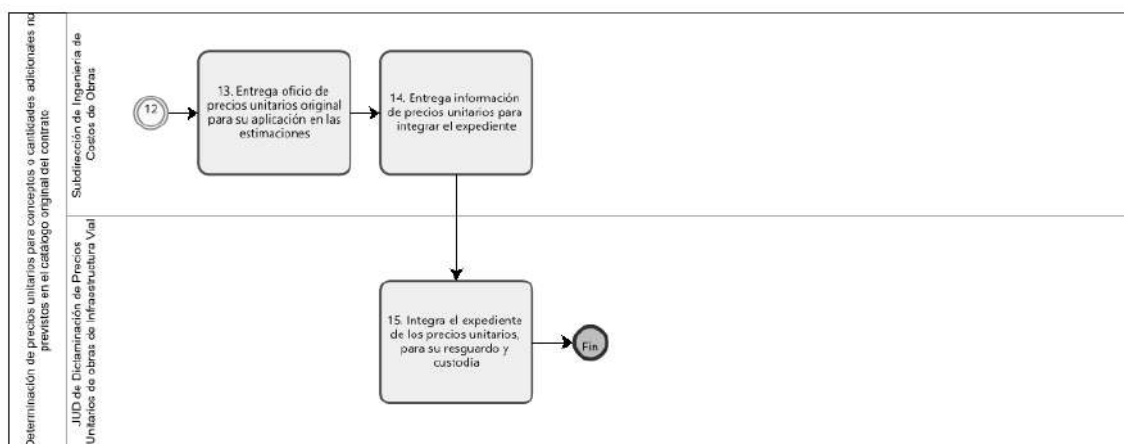 Determinación de precios unitarios para conceptos o cantidades adicionales no
previstos en el catálogo original del contrato
Subdirección de Ingeniería de
Costos de Obras
12
13. Entrega oficio de
precios unitarios original
para su aplicación en las
estimaciones
14. Entrega información
de precios unitarios para
integrar el expediente
JUD de Dictaminación de Precios
Unitarios de obras de Infraestructura Vial
15. Integra el expediente
de los precios unitarios,
para su resguardo y
custodia
Fin